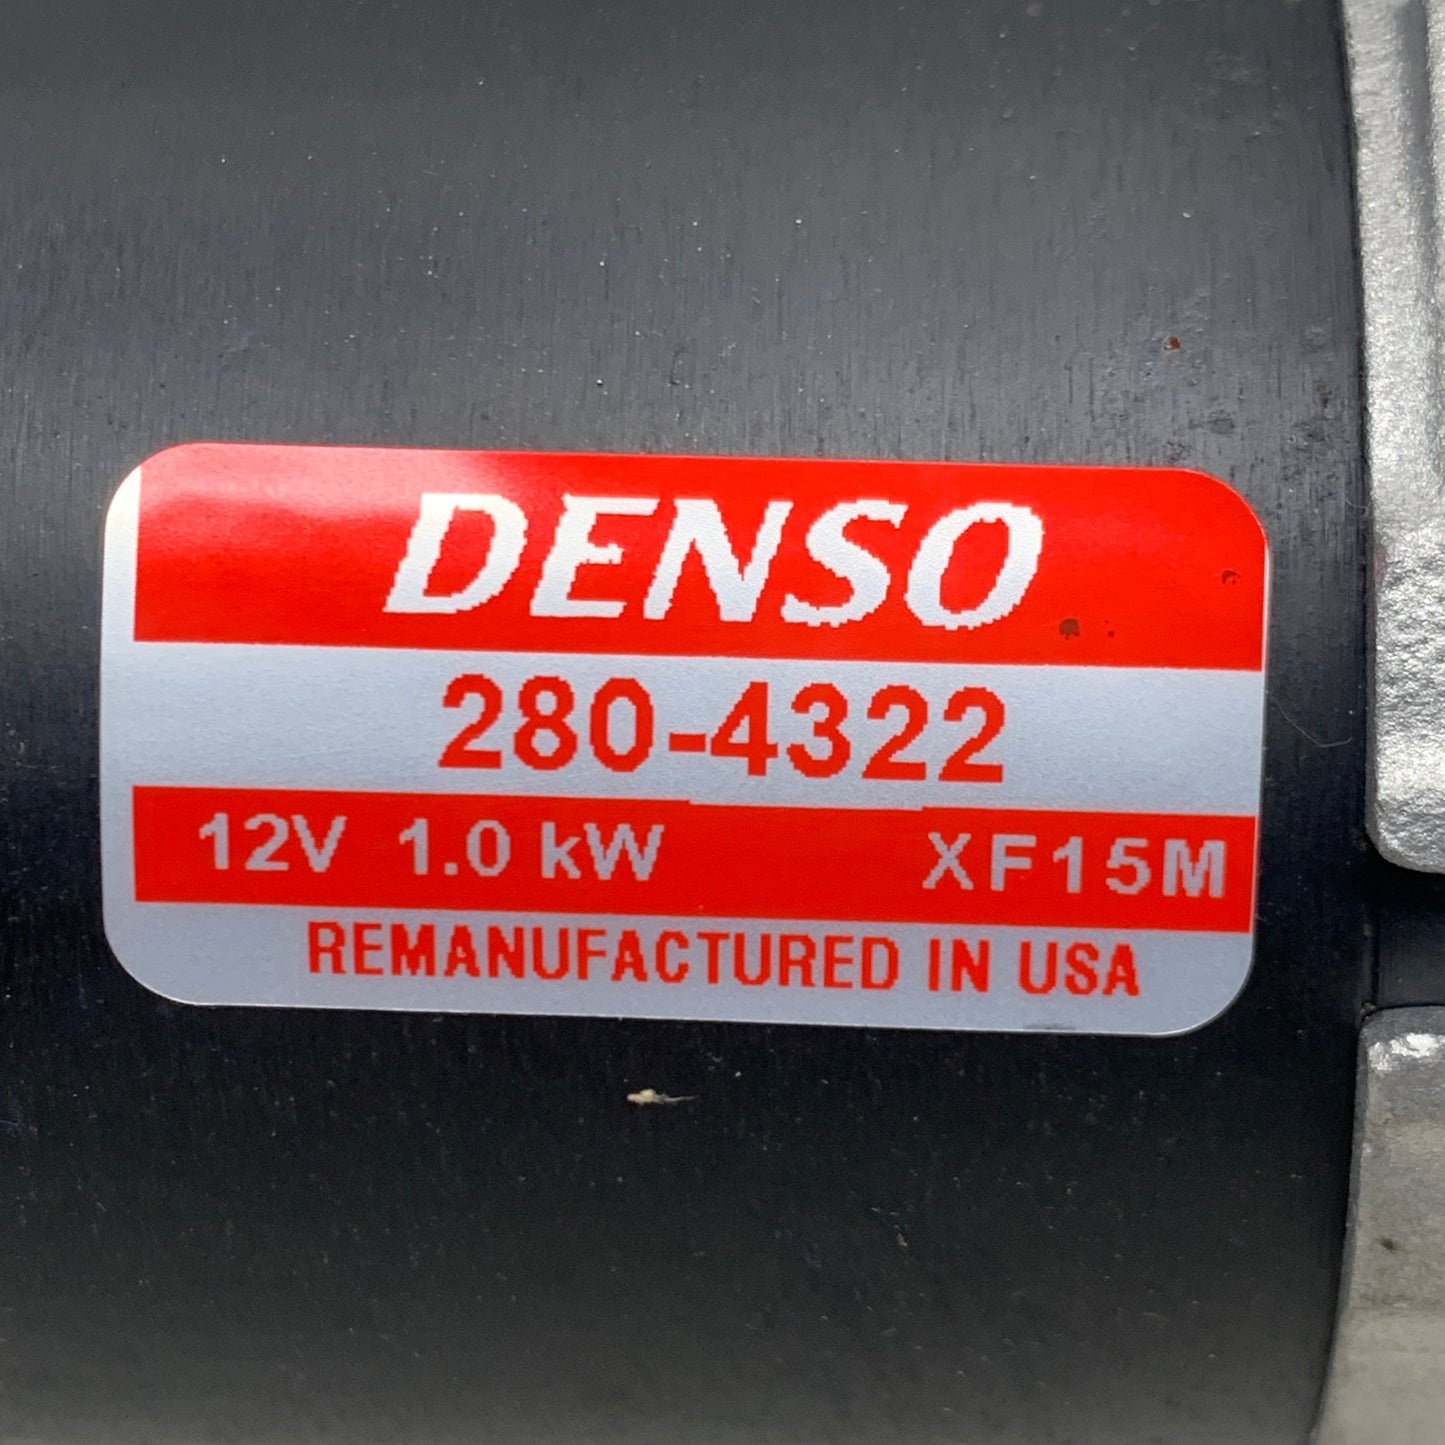 DENSO
280-4322
12V 1.0 kW XF15M
REMANUFACTURED IN USA